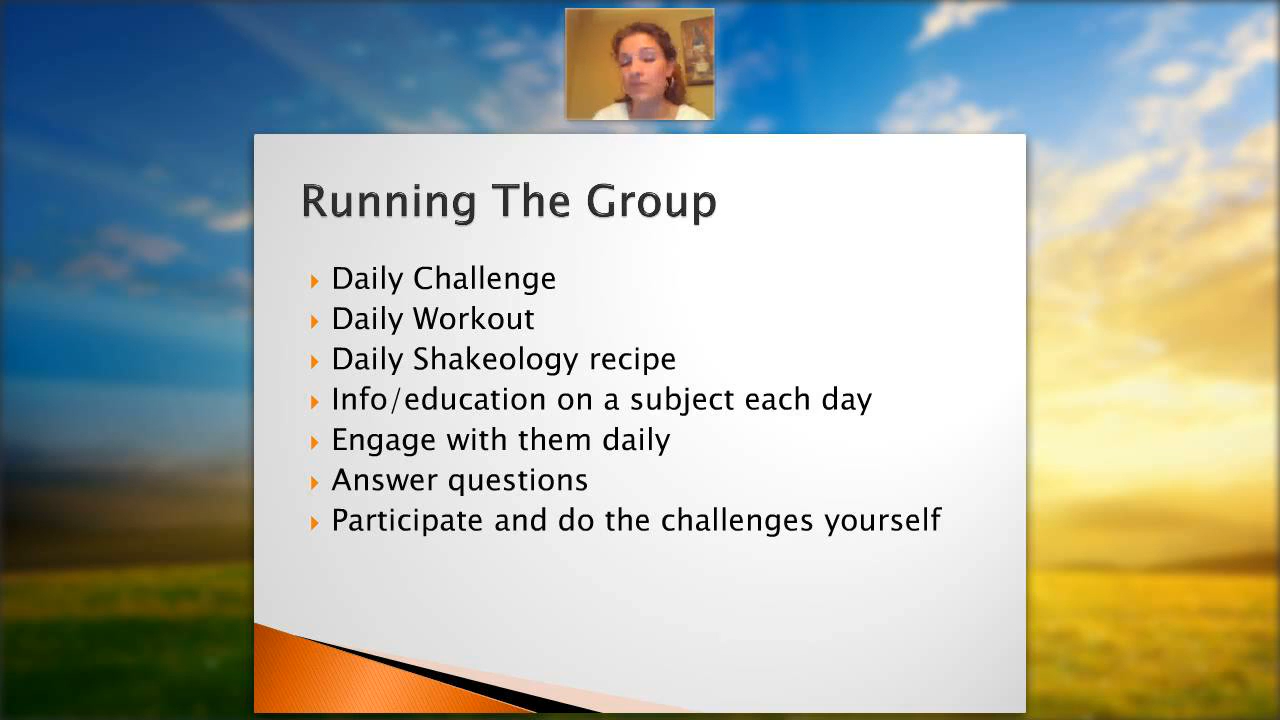 Running The Group
Daily Challenge
Daily Workout
Daily Shakeology recipe
Info/education on a subject each day
Engage with them daily
Answer questions
Participate and do the challenges yourself